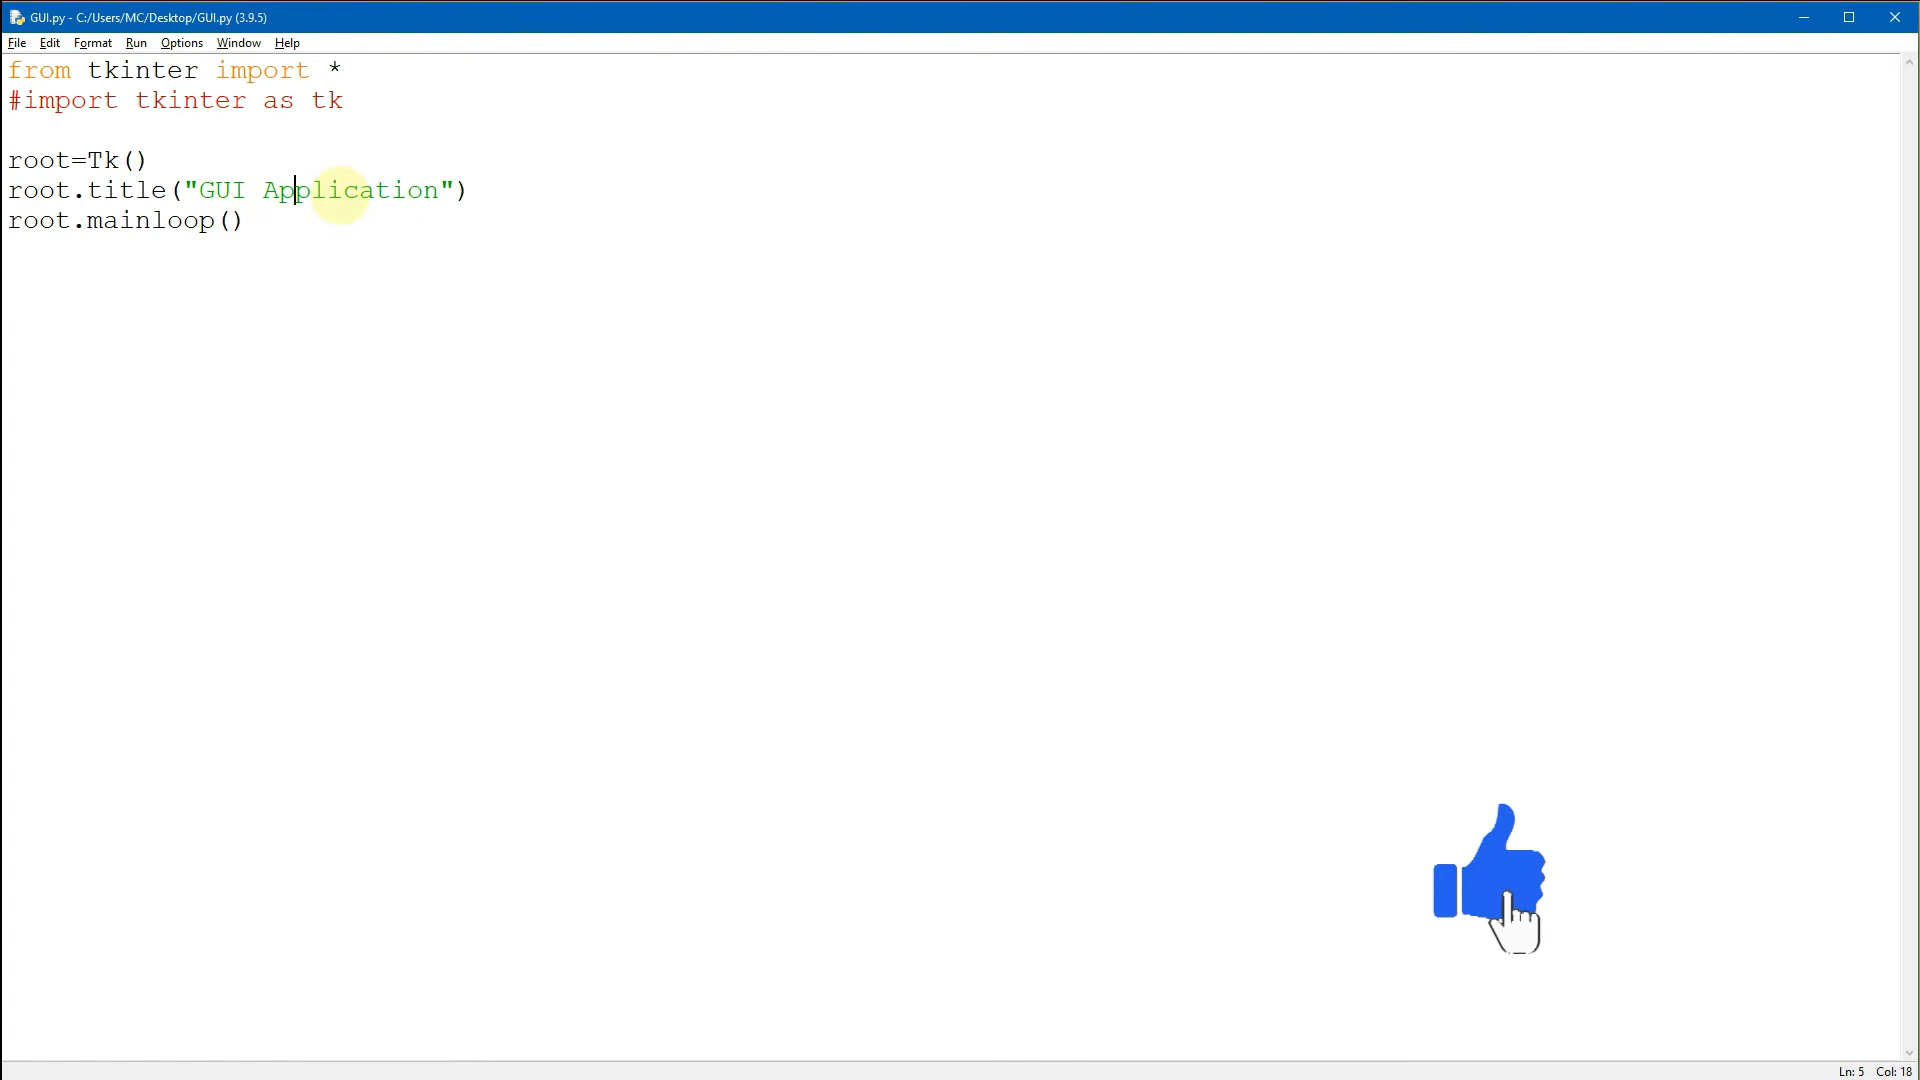 GUI.py - C:/Users/MC/Desktop/GUI.py (3.9.5)
File Edit Format Run Options Window Help
from tkinter import *
#import tkinter as tk
root=Tk()
root.title("GUI Application")
root.mainloop()
Ln: 5 Col: 18